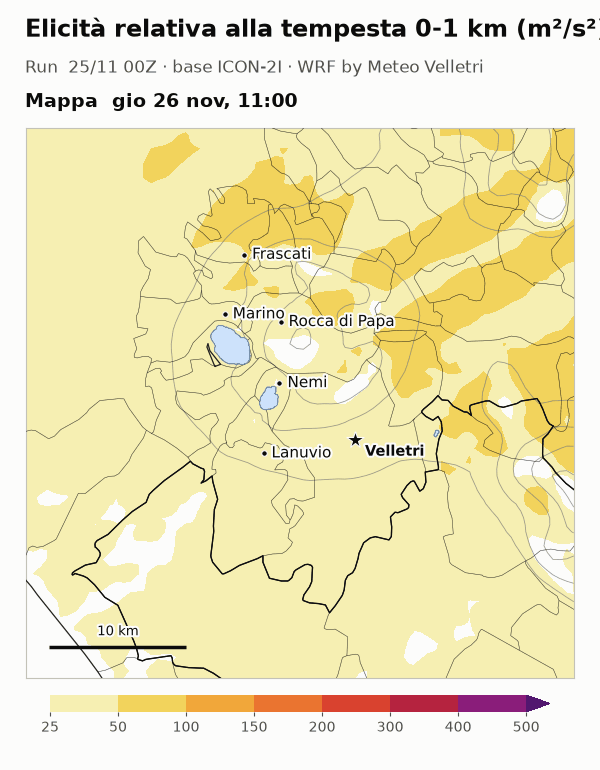 Elicità relativa alla tempesta 0-1 km (m²/s²)
Run 25/11 00Z · base ICON-2I · WRF by Meteo Velletri
Mappa gio 26 nov, 11:00
Frascati
Marino
Rocca di Papa
Nemi
Velletri
Lanuvio
10 km
25 50 100 150 200 300 400 500